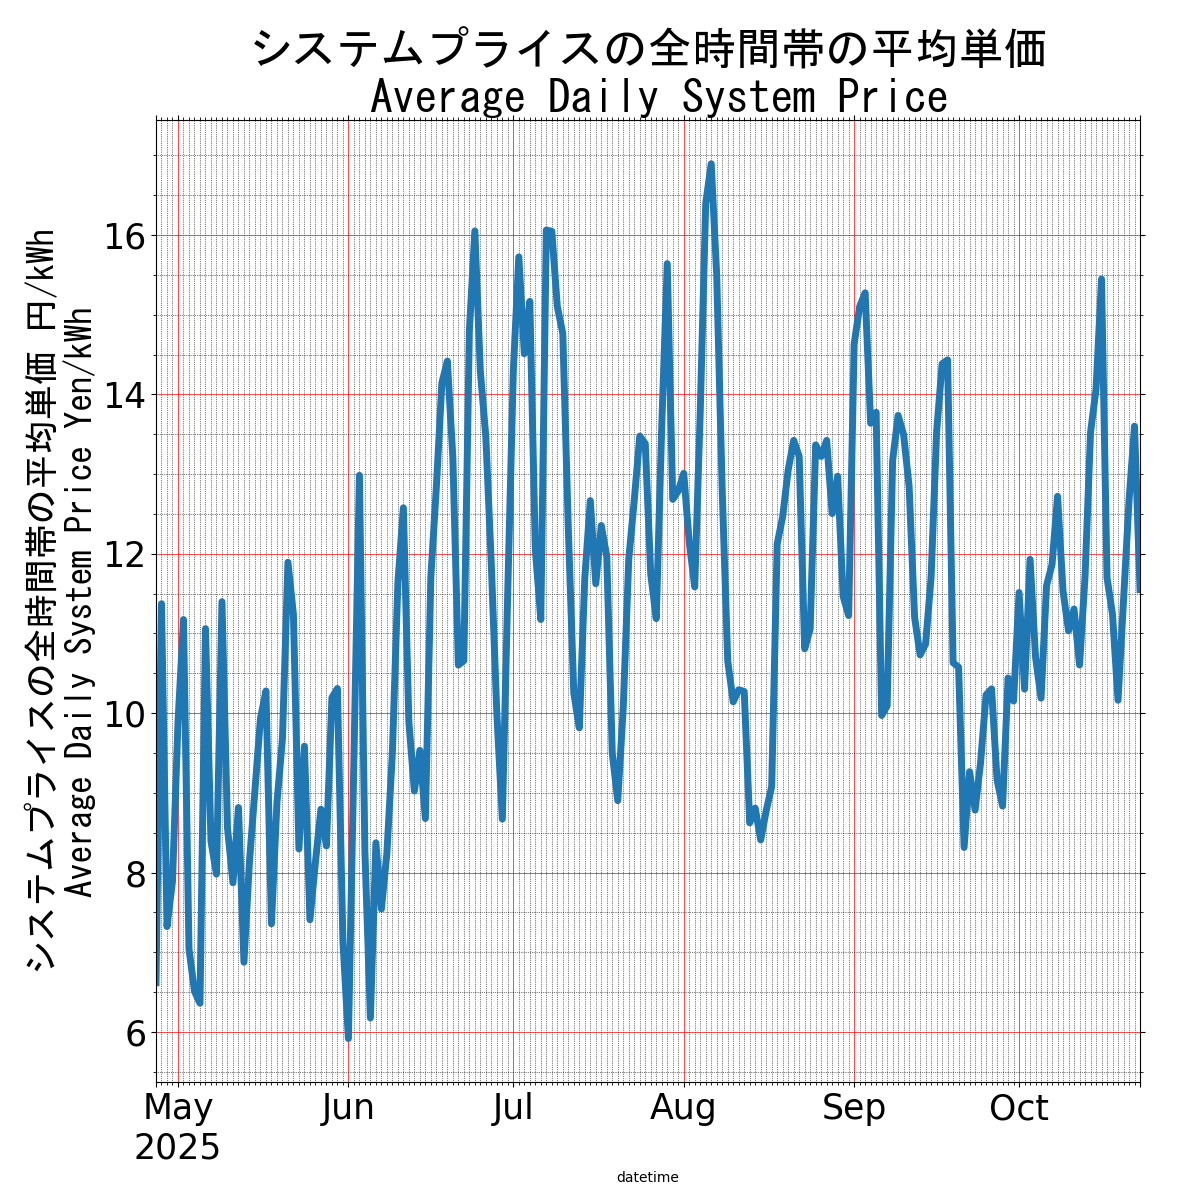 システムプライスの全時間帯の平均単価
Average Daily System Price
システムプライスの全時間帯の平均単価 円/kWh
Average Daily System Price Yen/kWh
16
14
12
10
8
6
May
2025
Jun
Jul
Aug
Sep
Oct
datetime